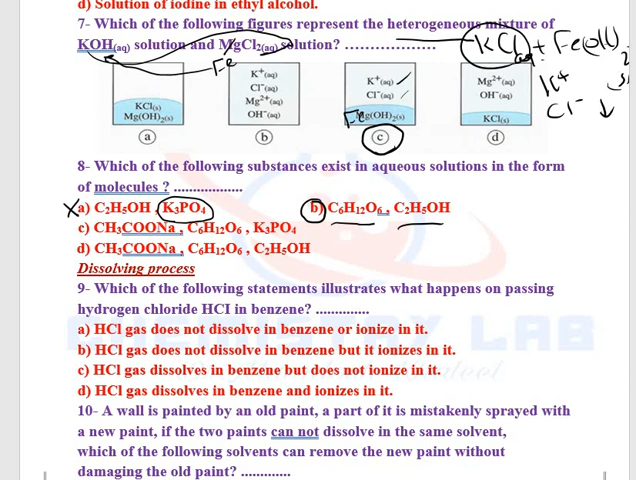 d) Solution of iodine in ethyl alcohol.
7- Which of the following figures represent the heterogeneous mixture of
KOH(aq) solution and MgCl2(aq) solution? ………………
KCl aq + Fe(OH)2
Fe
K+
Cl- ↓
KCl(s)
Mg(OH)2(s)
a
K+(aq)
Cl-(aq)
Mg2+(aq)
OH-(aq)
b
K+(aq)
Cl-(aq)
Fe
Mg(OH)2(s)
c
Mg2+(aq)
OH-(aq)
KCl(s)
d
8- Which of the following substances exist in aqueous solutions in the form
of molecules ? ………………
X a) C2H5OH , K3PO4 b) C6H12O6 , C2H5OH
c) CH3COONa , C6H12O6 , K3PO4
d) CH3COONa , C6H12O6 , C2H5OH
Dissolving process
9- Which of the following statements illustrates what happens on passing
hydrogen chloride HCI in benzene? ..............
CHEMISTRY LAB
a) HCl gas does not dissolve in benzene or ionize in it.
b) HCl gas does not dissolve in benzene but it ionizes in it.
c) HCl gas dissolves in benzene but does not ionize in it.
d) HCl gas dissolves in benzene and ionizes in it.
10- A wall is painted by an old paint, a part of it is mistakenly sprayed with
a new paint, if the two paints can not dissolve in the same solvent,
which of the following solvents can remove the new paint without
damaging the old paint? .............